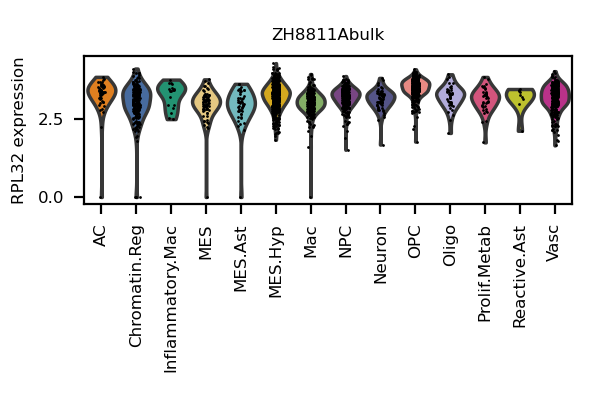 ZH8811Abulk
RPL32 expression
2.5
0.0
AC
Chromatin.Reg
Inflammatory.Mac
MES
MES.Ast
MES.Hyp
Mac
NPC
Neuron
OPC
Oligo
Prolif.Metab
Reactive.Ast
Vasc